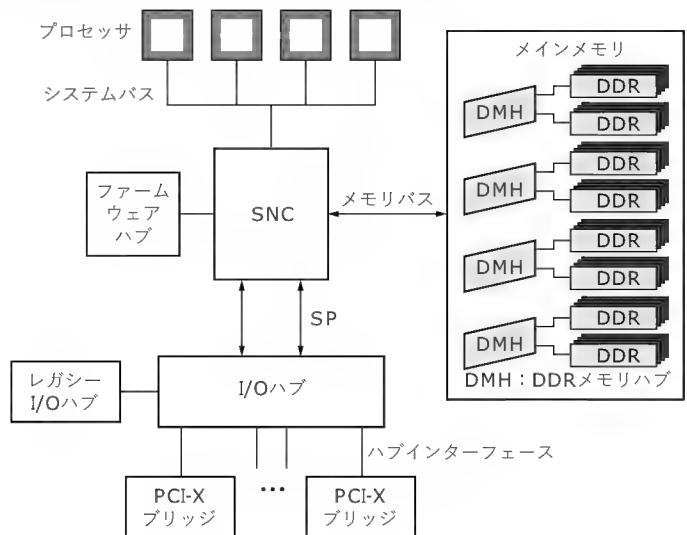 プロセッサ
システムバス
メインメモリ
DMH
DDR
DDR
DMH
DDR
DDR
DMH
DDR
DDR
DMH
DDR
DDR
DMH：DDRメモリハブ
ファーム
ウェア
ハブ
SNC
メモリバス
SP
レガシー
I/Oハブ
I/Oハブ
ハブインターフェース
PCI-X
ブリッジ
•••
PCI-X
ブリッジ